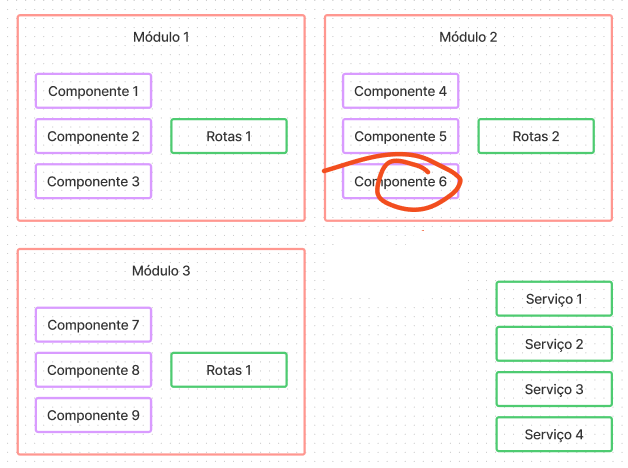 Módulo 1
Componente 1
Componente 2
Rotas 1
Componente 3
Módulo 2
Componente 4
Componente 5
Rotas 2
Componente 6
Módulo 3
Componente 7
Componente 8
Rotas 1
Componente 9
Serviço 1
Serviço 2
Serviço 3
Serviço 4